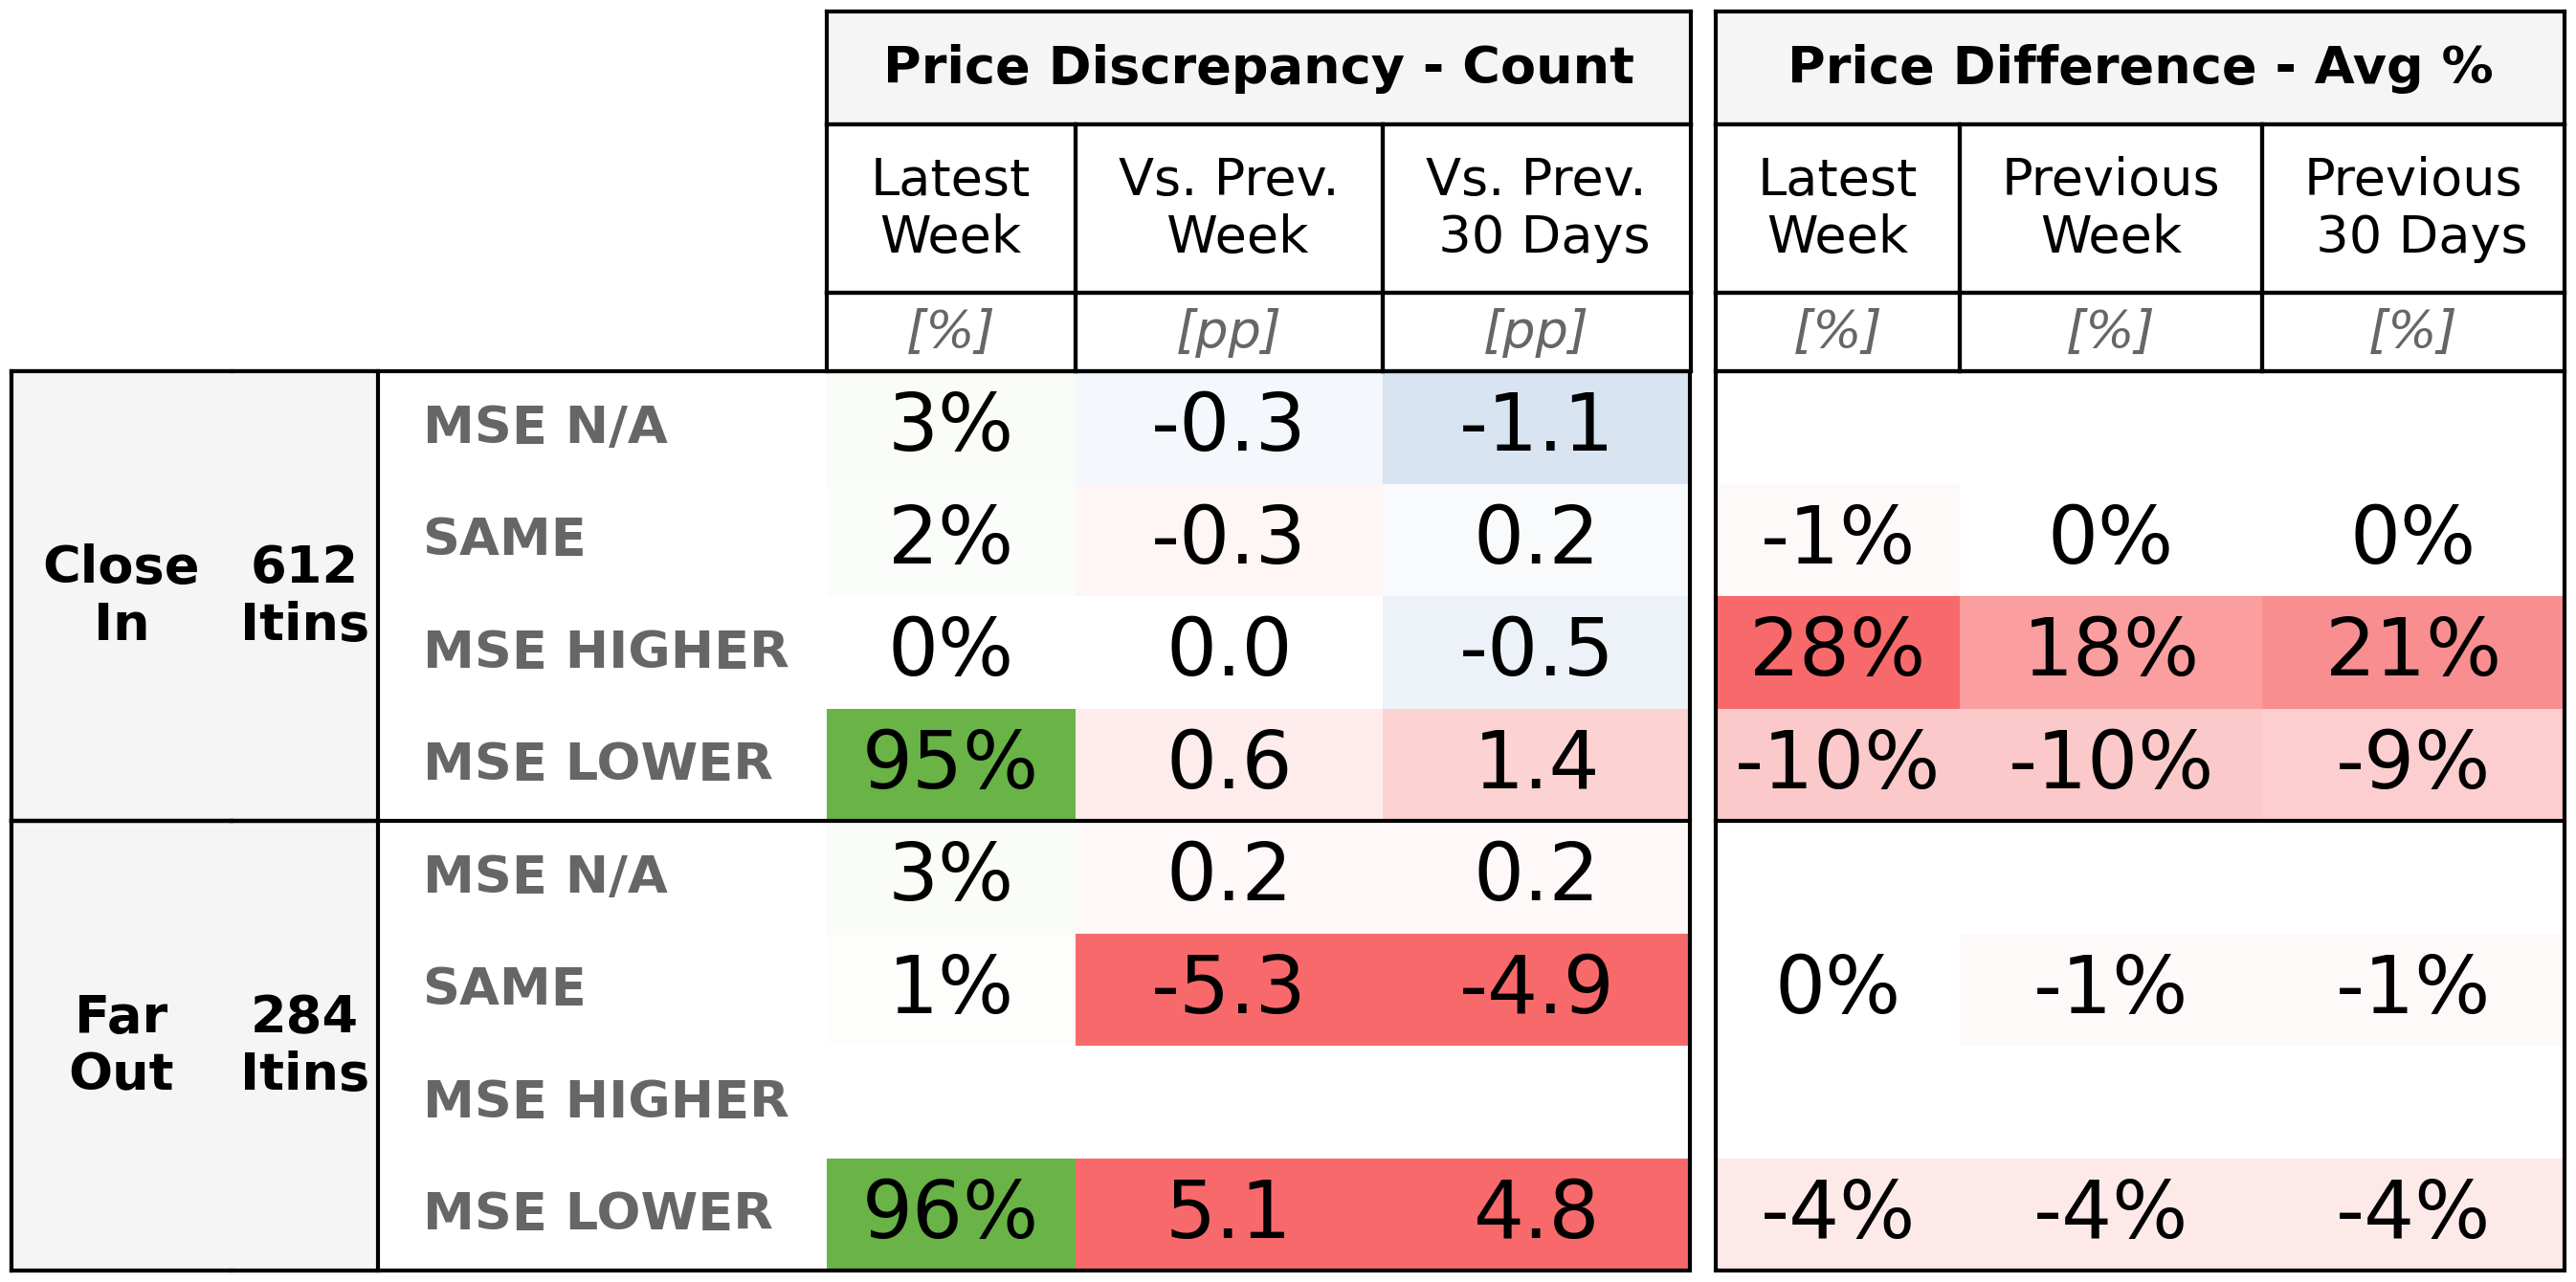 Price Discrepancy - Count
Price Difference - Avg %
Latest Week
Vs. Prev. Week
Vs. Prev. 30 Days
Latest Week
Previous Week
Previous 30 Days
[%] [pp] [pp] [%] [%] [%]
Close In
612 Itins
MSE N/A 3% -0.3 -1.1
SAME 2% -0.3 0.2 -1% 0% 0%
MSE HIGHER 0% 0.0 -0.5 28% 18% 21%
MSE LOWER 95% 0.6 1.4 -10% -10% -9%
Far Out
284 Itins
MSE N/A 3% 0.2 0.2
SAME 1% -5.3 -4.9 0% -1% -1%
MSE HIGHER
MSE LOWER 96% 5.1 4.8 -4% -4% -4%